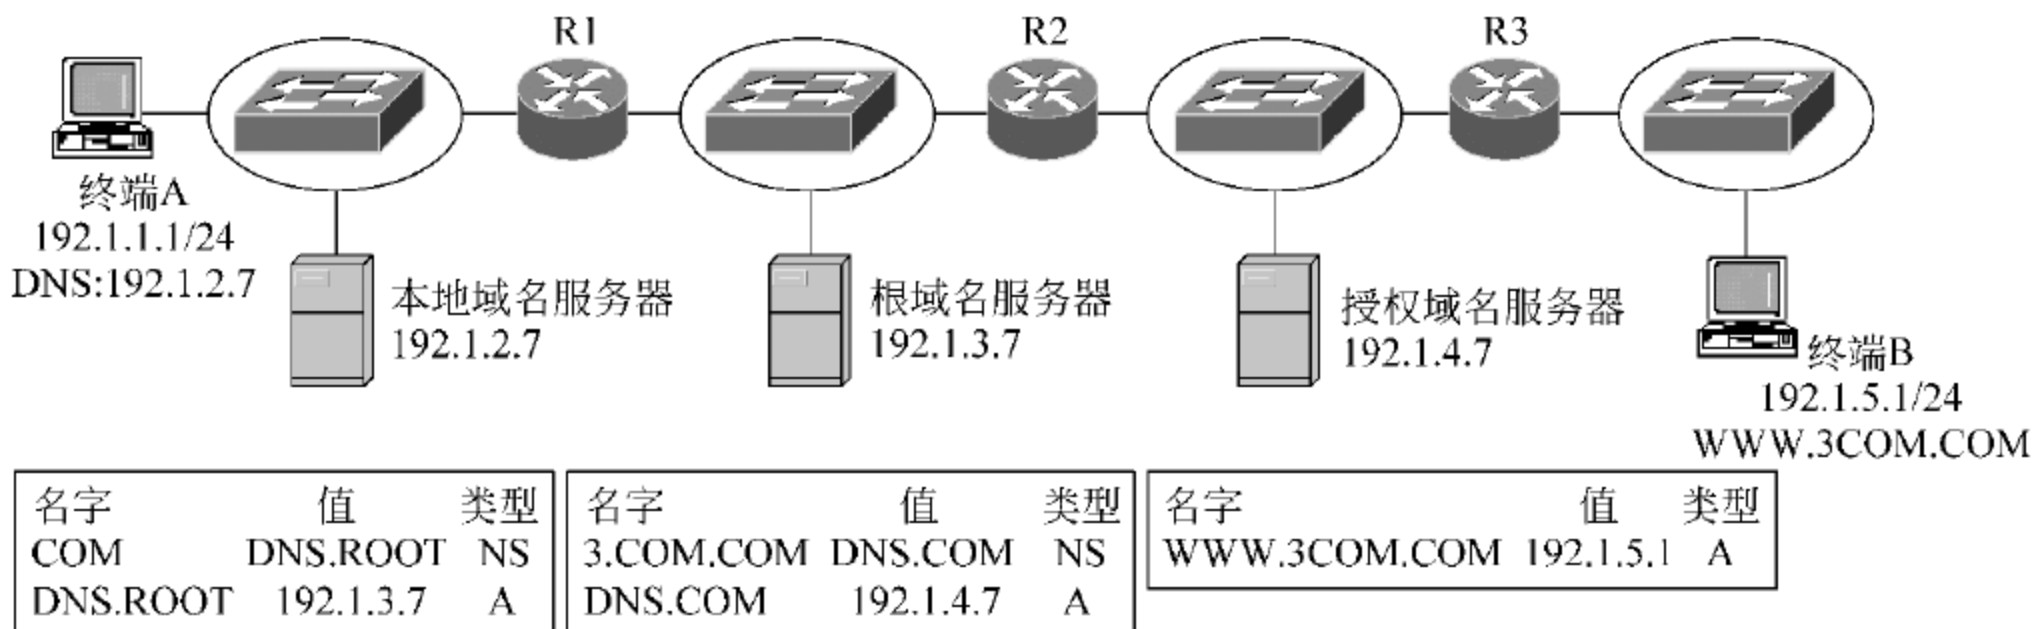 R1
R2
R3
终端A
192.1.1.1/24
DNS:192.1.2.7
本地域名服务器
192.1.2.7
根域名服务器
192.1.3.7
授权域名服务器
192.1.4.7
终端B
192.1.5.1/24
WWW.3COM.COM
名字 值 类型
COM DNS.ROOT NS
DNS.ROOT 192.1.3.7 A
名字 值 类型
3.COM.COM DNS.COM NS
DNS.COM 192.1.4.7 A
名字 值 类型
WWW.3COM.COM 192.1.5.1 A